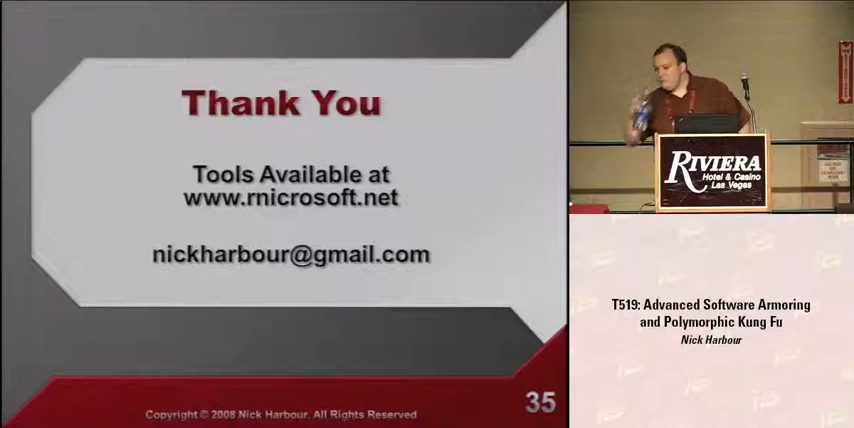 Thank You
Tools Available at
www.rnicrosoft.net
nickharbour@gmail.com
Copyright © 2008 Nick Harbour. All Rights Reserved
35
RIVIERA
Hotel & Casino
Las Vegas
T519: Advanced Software Armoring
and Polymorphic Kung Fu
Nick Harbour